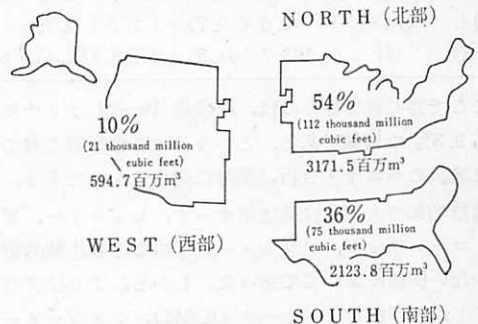 NORTH (北部)
54%
(112 thousand million
cubic feet)
3171.5百万m³
10%
(21 thousand million
cubic feet)
594.7百万m³
WEST (西部)
36%
(75 thousand million
cubic feet)
2123.8百万m³
SOUTH (南部)